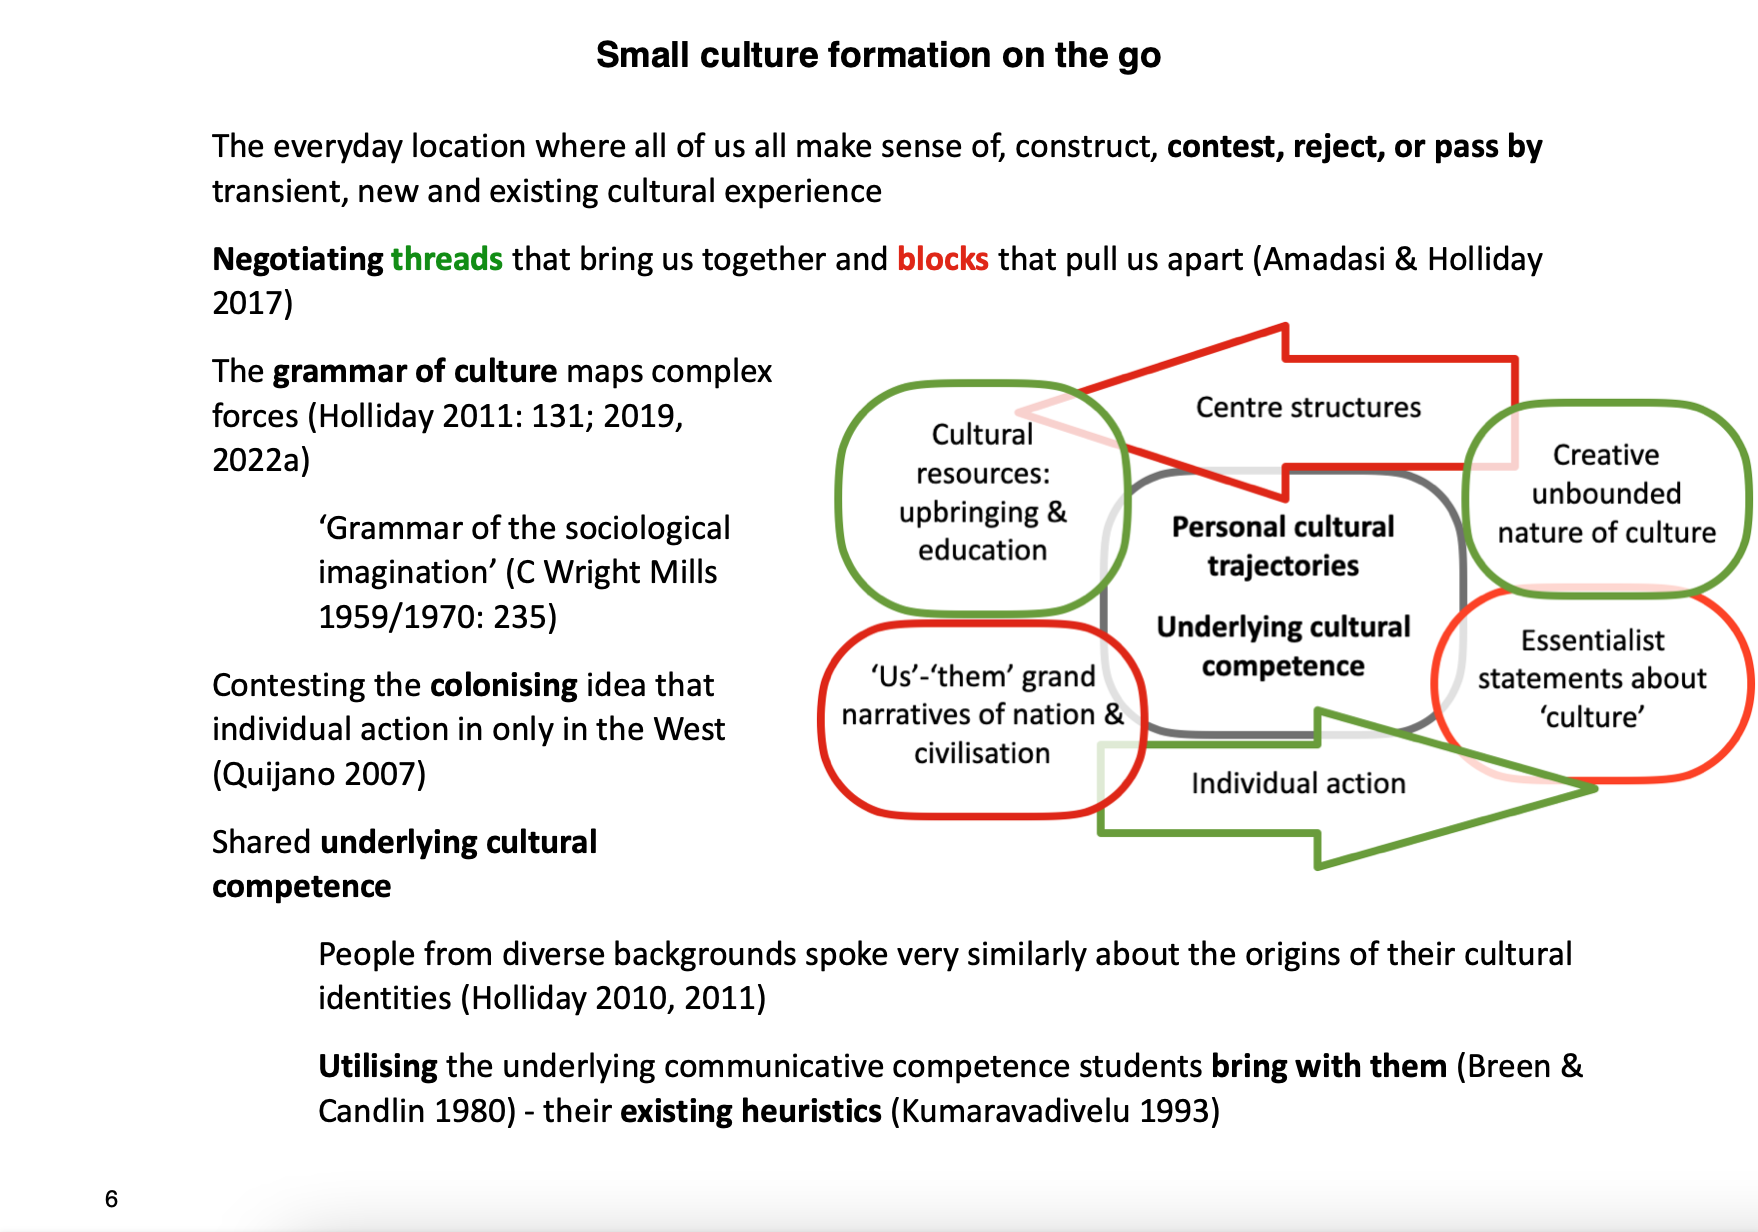 Small culture formation on the go
The everyday location where all of us all make sense of, construct, contest, reject, or pass by
transient, new and existing cultural experience
Negotiating threads that bring us together and blocks that pull us apart (Amadasi & Holliday
2017)
The grammar of culture maps complex
forces (Holliday 2011: 131; 2019,
2022a)
‘Grammar of the sociological
imagination’ (C Wright Mills
1959/1970: 235)
Contesting the colonising idea that
individual action in only in the West
(Quijano 2007)
Shared underlying cultural
competence
Centre structures
Cultural
resources:
upbringing &
education
Creative
unbounded
nature of culture
Personal cultural
trajectories
Underlying cultural
competence
‘Us’-‘them’ grand
narratives of nation &
civilisation
Essentialist
statements about
‘culture’
Individual action
People from diverse backgrounds spoke very similarly about the origins of their cultural
identities (Holliday 2010, 2011)
Utilising the underlying communicative competence students bring with them (Breen &
Candlin 1980) - their existing heuristics (Kumaravadivelu 1993)
6